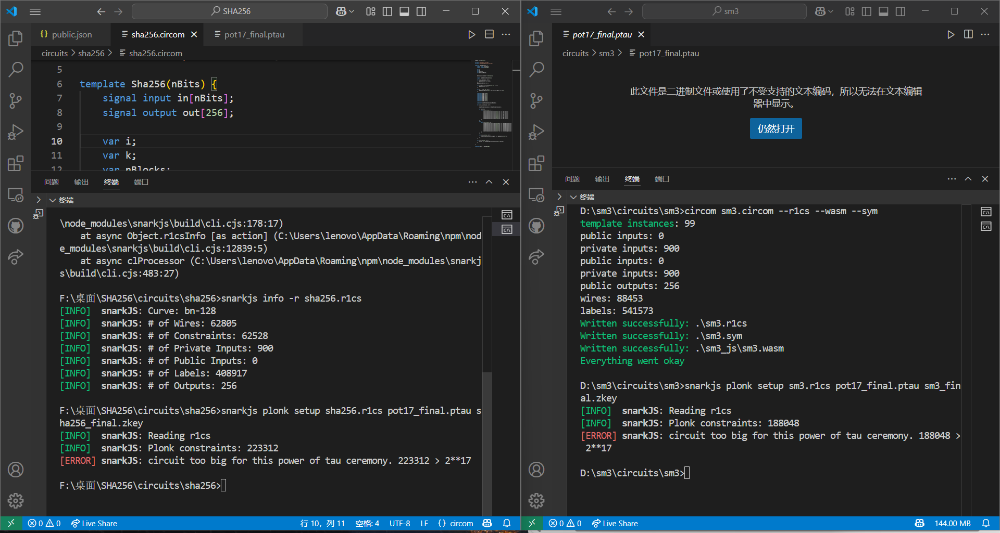 SHA256
public.json
sha256.circom
pot17_final.ptau
circuits > sha256 > sha256.circom
5
6 template Sha256(nBits) {
7 signal input in[nBits];
8 signal output out[256];
9
10 var i;
11 var k;
12 var nBlocks;
问题 输出 终端 端口
终端
\node_modules\snarkjs\build\cli.cjs:178:17)
at async Object.r1csInfo [as action] (C:\Users\lenovo\AppData\Roaming\npm\nod
e_modules\snarkjs\build\cli.cjs:12839:5)
at async clProcessor (C:\Users\lenovo\AppData\Roaming\npm\node_modules\snarkj
s\build\cli.cjs:483:27)
F:\桌面\SHA256\circuits\sha256>snarkjs info -r sha256.r1cs
[INFO] snarkJS: Curve: bn-128
[INFO] snarkJS: # of Wires: 62805
[INFO] snarkJS: # of Constraints: 62528
[INFO] snarkJS: # of Private Inputs: 900
[INFO] snarkJS: # of Public Inputs: 0
[INFO] snarkJS: # of Labels: 408917
[INFO] snarkJS: # of Outputs: 256
F:\桌面\SHA256\circuits\sha256>snarkjs plonk setup sha256.r1cs pot17_final.ptau s
ha256_final.zkey
[INFO] snarkJS: Reading r1cs
[INFO] snarkJS: Plonk constraints: 223312
[ERROR] snarkJS: circuit too big for this power of tau ceremony. 223312 > 2**17
F:\桌面\SHA256\circuits\sha256>
0 0 Live Share 行 10，列 11 空格: 4 UTF-8 LF {} circom
sm3
pot17_final.ptau
circuits > sm3 > pot17_final.ptau
此文件是二进制文件或使用了不受支持的文本编码，所以无法在文本编辑
器中显示。
仍然打开
问题 输出 终端 端口
终端
D:\sm3\circuits\sm3>circom sm3.circom --r1cs --wasm --sym
template instances: 99
public inputs: 0
private inputs: 900
public inputs: 0
private inputs: 900
public outputs: 256
wires: 88453
labels: 541573
Written successfully: .\sm3.r1cs
Written successfully: .\sm3.sym
Written successfully: .\sm3_js\sm3.wasm
Everything went okay
D:\sm3\circuits\sm3>snarkjs plonk setup sm3.r1cs pot17_final.ptau sm3_fin
al.zkey
[INFO] snarkJS: Reading r1cs
[INFO] snarkJS: Plonk constraints: 188048
[ERROR] snarkJS: circuit too big for this power of tau ceremony. 188048 >
2**17
D:\sm3\circuits\sm3>
0 0 Live Share 144.00 MB